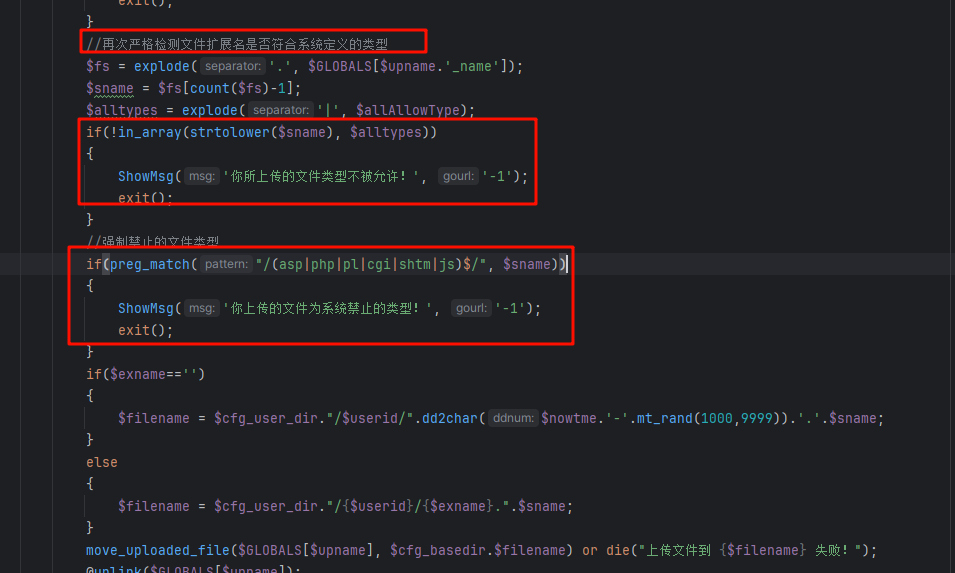 exit();
}
//再次严格检测文件扩展名是否符合系统定义的类型
$fs = explode( separator: '.', $GLOBALS[$upname.'_name']);
$sname = $fs[count($fs)-1];
$alltypes = explode( separator: '|', $allAllowType);
if(!in_array(strtolower($sname), $alltypes))
{
ShowMsg( msg: '你所上传的文件类型不被允许！', gourl: '-1');
exit();
}
//强制禁止的文件类型
if(preg_match( pattern: "/(asp|php|pl|cgi|shtm|js)$/", $sname))
{
ShowMsg( msg: '你上传的文件为系统禁止的类型！', gourl: '-1');
exit();
}
if($exname=='')
{
$filename = $cfg_user_dir."/$userid/".dd2char( ddnum: $nowtme.'-'.mt_rand(1000,9999)).'.'.$sname;
}
else
{
$filename = $cfg_user_dir."/{$userid}/{$exname}.".$sname;
}
move_uploaded_file($GLOBALS[$upname], $cfg_basedir.$filename) or die("上传文件到 {$filename} 失败！");
@unlink($GLOBALS[$upname]);